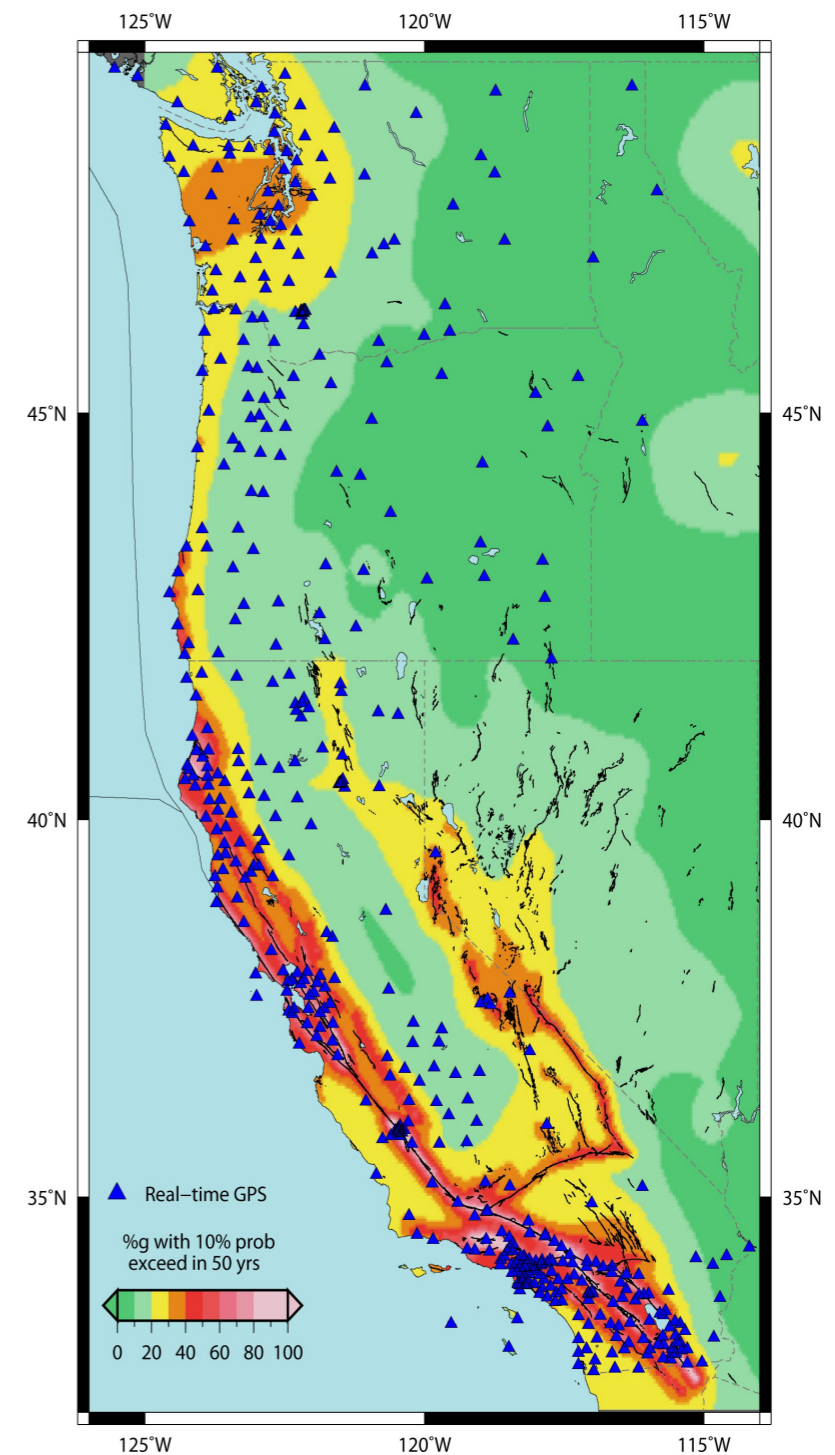 125˚W 120˚W 115˚W
45˚N 45˚N
40˚N 40˚N
35˚N 35˚N
Real−time GPS
%g with 10% prob
exceed in 50 yrs
0 20 40 60 80 100
125˚W 120˚W 115˚W